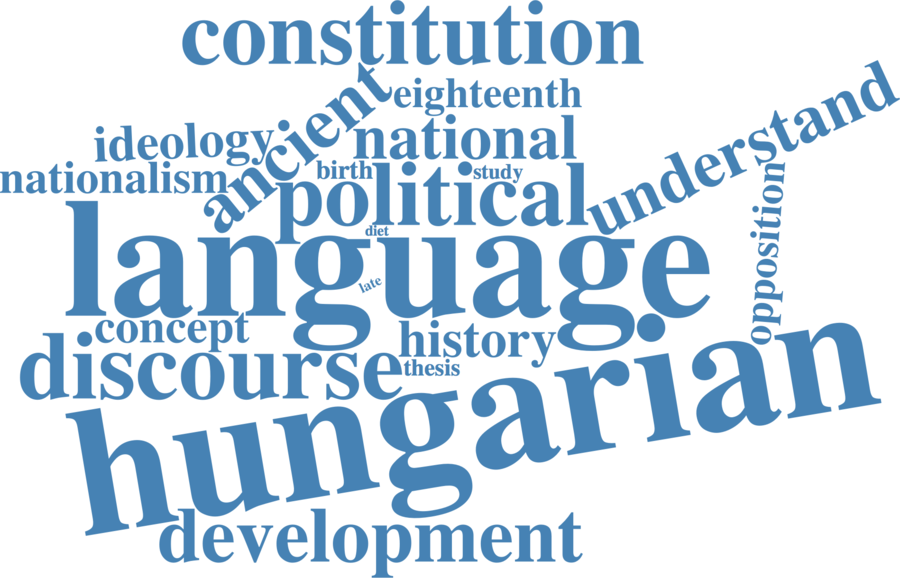 constitution
ancient
eighteenth
understand
ideology
national
nationalism
birth
study
political
opposition
diet
language
late
concept
history
discourse
thesis
hungarian
development